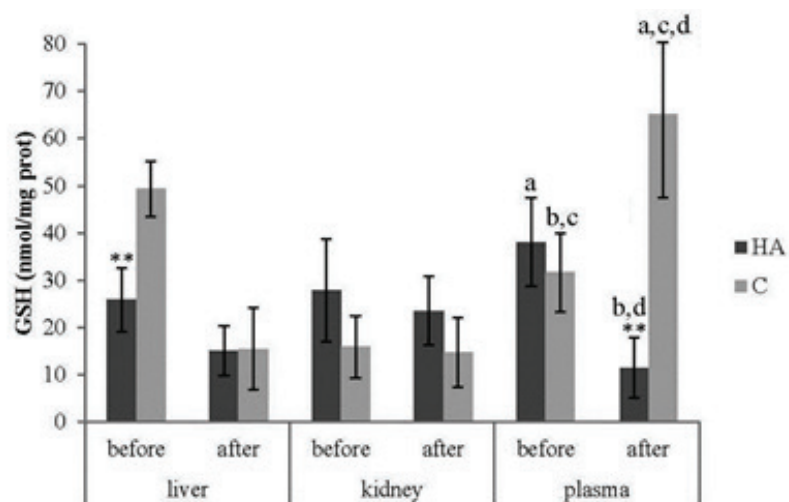 a,c,d
80
70
60
50
40
30
20
10
0
GSH (nmol/mg prot)
**
a
b,c
b,d
**
HA
C
before after before after before after
liver kidney plasma